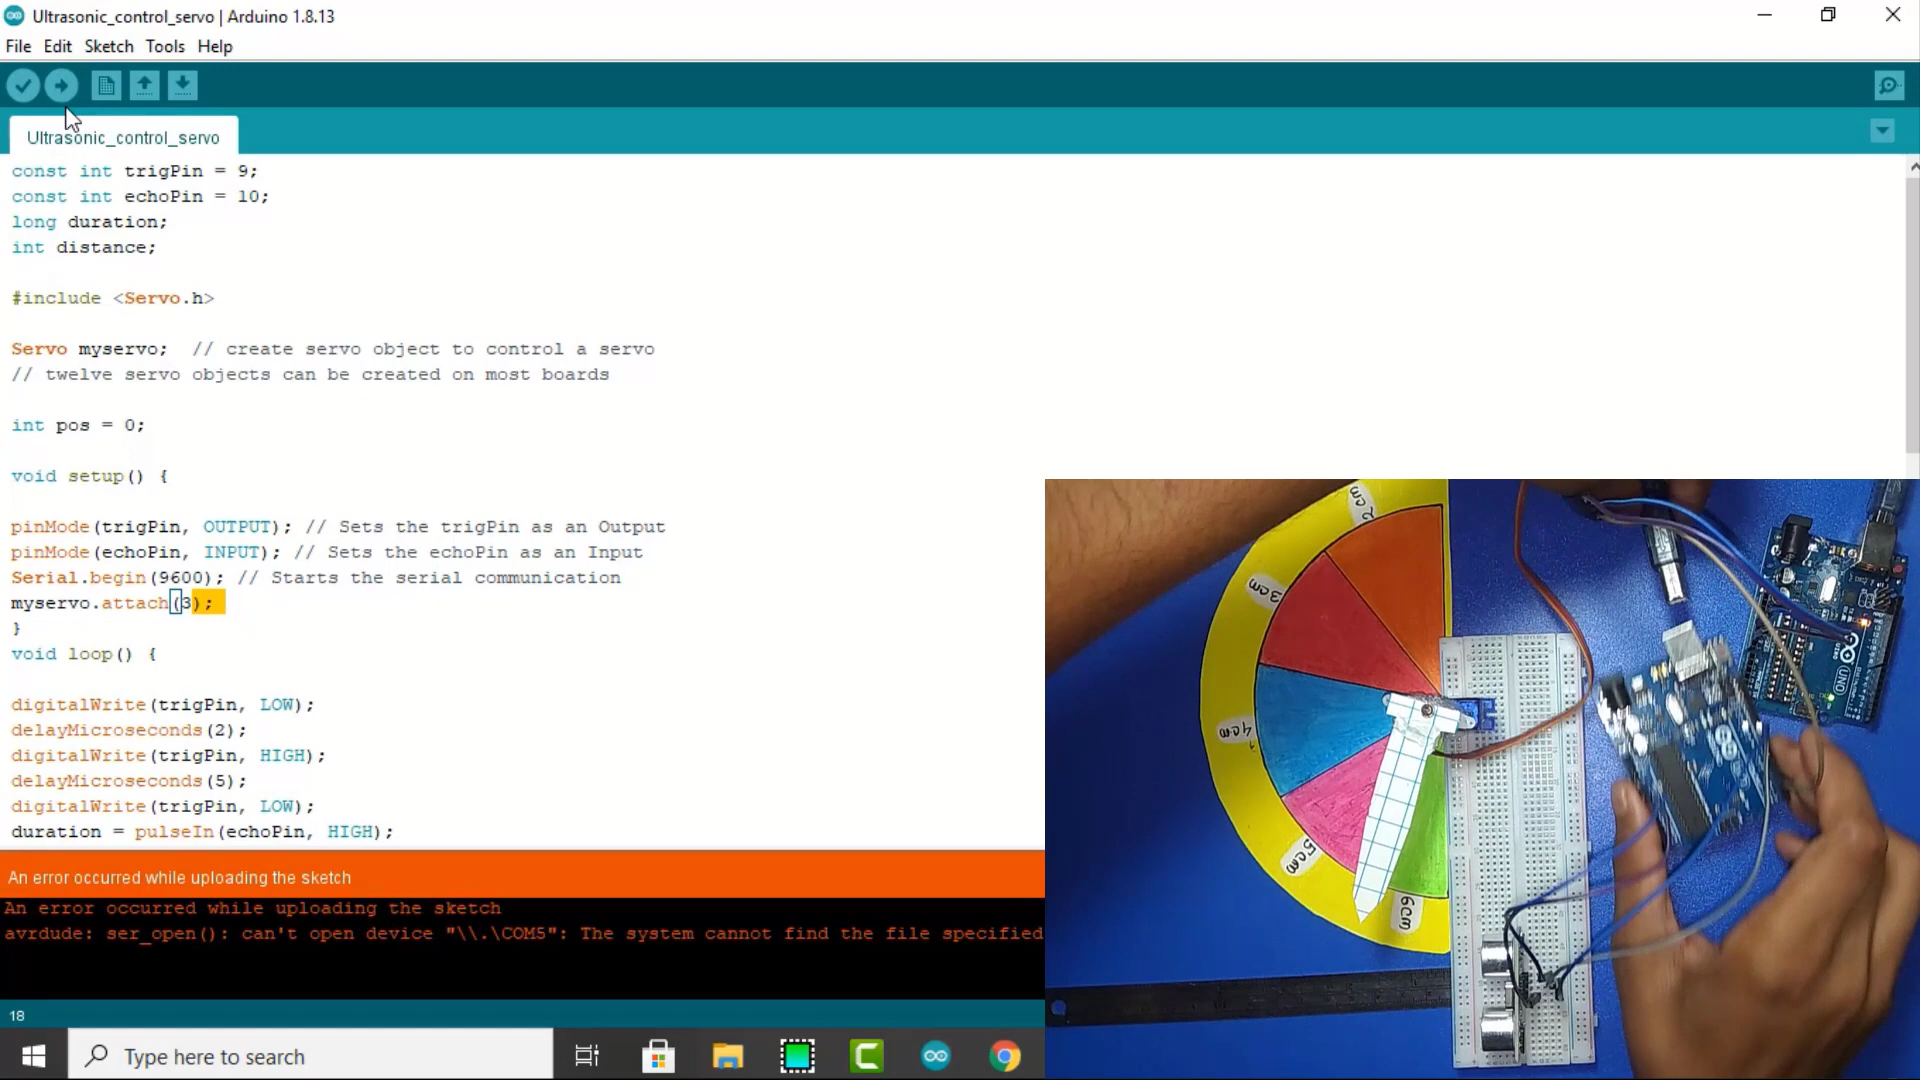 Ultrasonic_control_servo | Arduino 1.8.13
File Edit Sketch Tools Help
Ultrasonic_control_servo
const int trigPin = 9;
const int echoPin = 10;
long duration;
int distance;
#include <Servo.h>
Servo myservo;  // create servo object to control a servo
// twelve servo objects can be created on most boards
int pos = 0;
void setup() {
pinMode(trigPin, OUTPUT); // Sets the trigPin as an Output
pinMode(echoPin, INPUT); // Sets the echoPin as an Input
Serial.begin(9600); // Starts the serial communication
myservo.attach(3);
}
void loop() {
digitalWrite(trigPin, LOW);
delayMicroseconds(2);
digitalWrite(trigPin, HIGH);
delayMicroseconds(5);
digitalWrite(trigPin, LOW);
duration = pulseIn(echoPin, HIGH);
An error occurred while uploading the sketch
An error occurred while uploading the sketch
avrdude: ser_open(): can't open device "\\.\COM5": The system cannot find the file specified
18
Type here to search
2cm
3cm
4cm
5cm
6cm
UNO